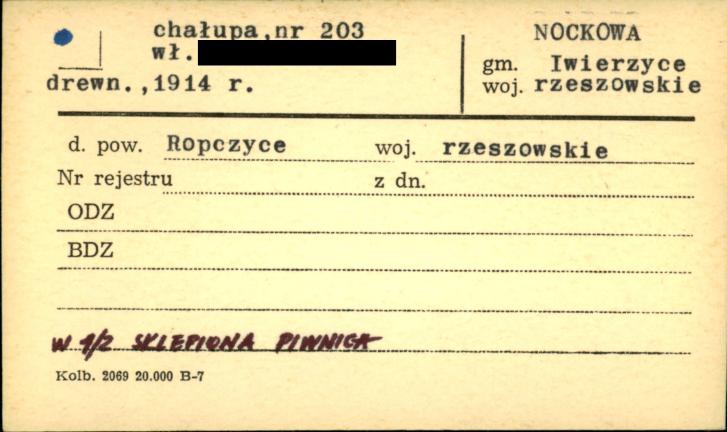 chałupa,nr 203
wł.
drewn.,1914 r.
NOCKOWA
gm. Iwierzyce
woj. rzeszowskie
d. pow. Ropczyce woj. rzeszowskie
Nr rejestru z dn.
ODZ
BDZ
W 1/2 SKLEPIONA PIWNICA
Kolb. 2069 20.000 B-7